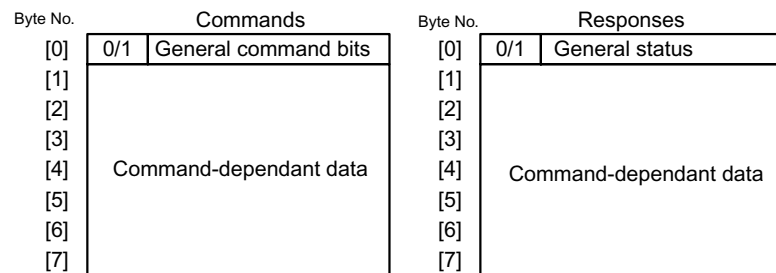 Byte No. Commands Byte No. Responses
[0] 0/1 General command bits [0] 0/1 General status
[1] [1]
[2] [2]
[3] [3]
[4] Command-dependant data [4] Command-dependant data
[5] [5]
[6] [6]
[7] [7]